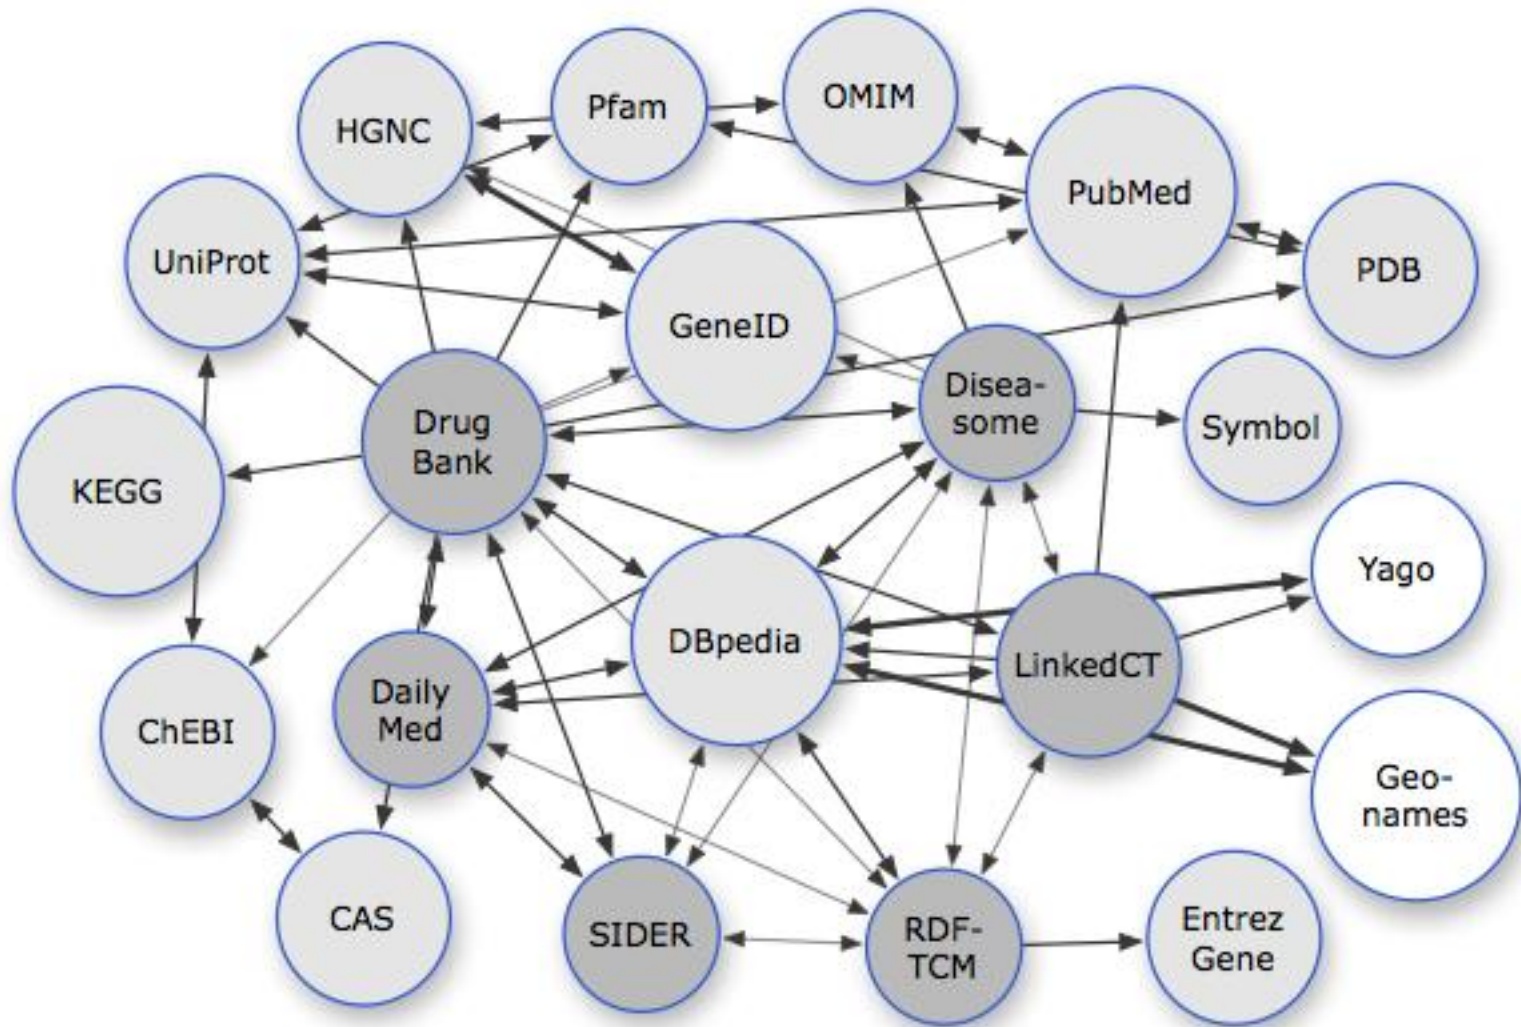 OMIM
Pfam
HGNC
PubMed
UniProt
PDB
GeneID
Disea-
some
Drug
Bank
Symbol
KEGG
Yago
DBpedia
LinkedCT
Daily
Med
ChEBI
Geo-
names
CAS
SIDER
RDF-
TCM
Entrez
Gene